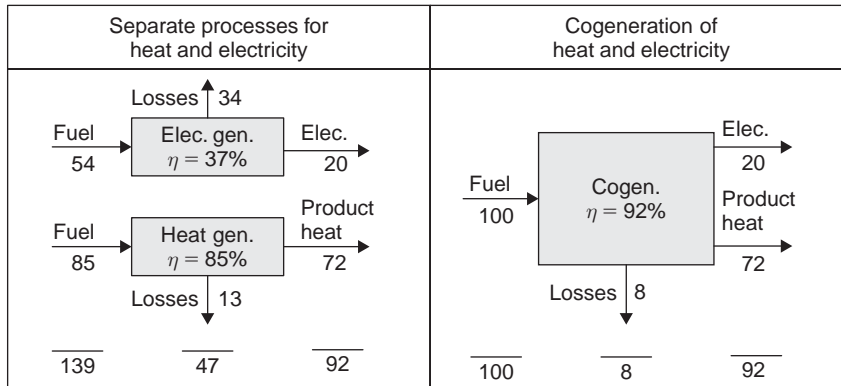 Separate processes for
heat and electricity
Losses 34
Fuel
54
Elec. gen.
η = 37%
Elec.
20
Fuel
85
Heat gen.
η = 85%
Product
heat
72
Losses 13
139 47 92
Cogeneration of
heat and electricity
Fuel
100
Cogen.
η = 92%
Elec.
20
Product
heat
72
Losses 8
100 8 92